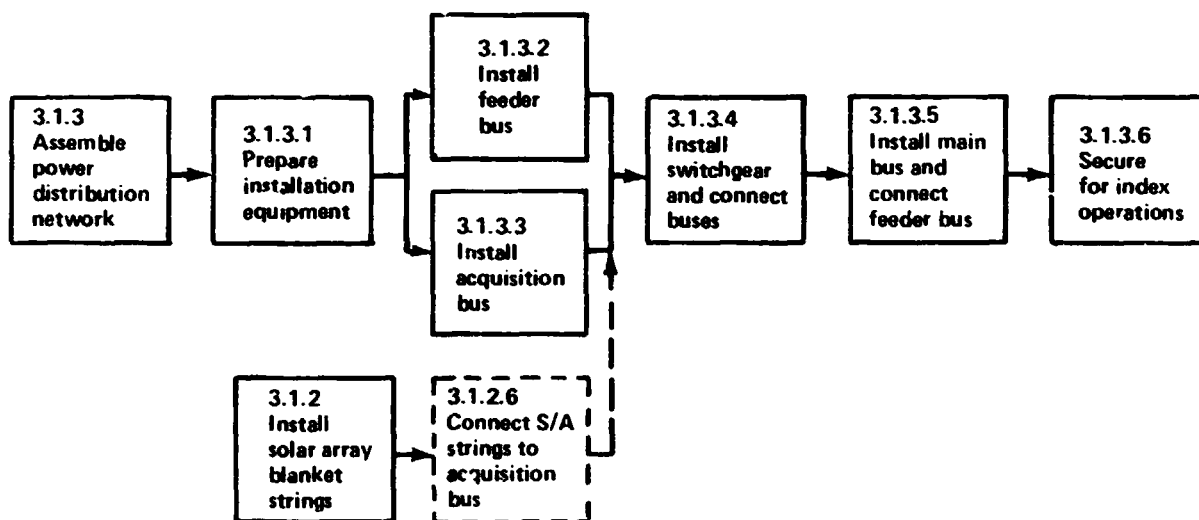 3.1.3
Assemble
power
distribution
network
3.1.3.1
Prepare
installation
equipment
3.1.3.2
Install
feeder
bus
3.1.3.3
Install
acquisition
bus
3.1.3.4
Install
switchgear
and connect
buses
3.1.3.5
Install main
bus and
connect
feeder bus
3.1.3.6
Secure
for index
operations
3.1.2
Install
solar array
blanket
strings
3.1.2.6
Connect S/A
strings to
acquisition
bus